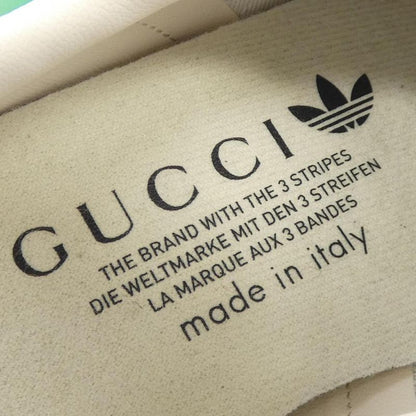 GUCCI
THE BRAND WITH THE 3 STRIPES
DIE WELTMARKE MIT DEN 3 STREIFEN
LA MARQUE AUX 3 BANDES
made in italy